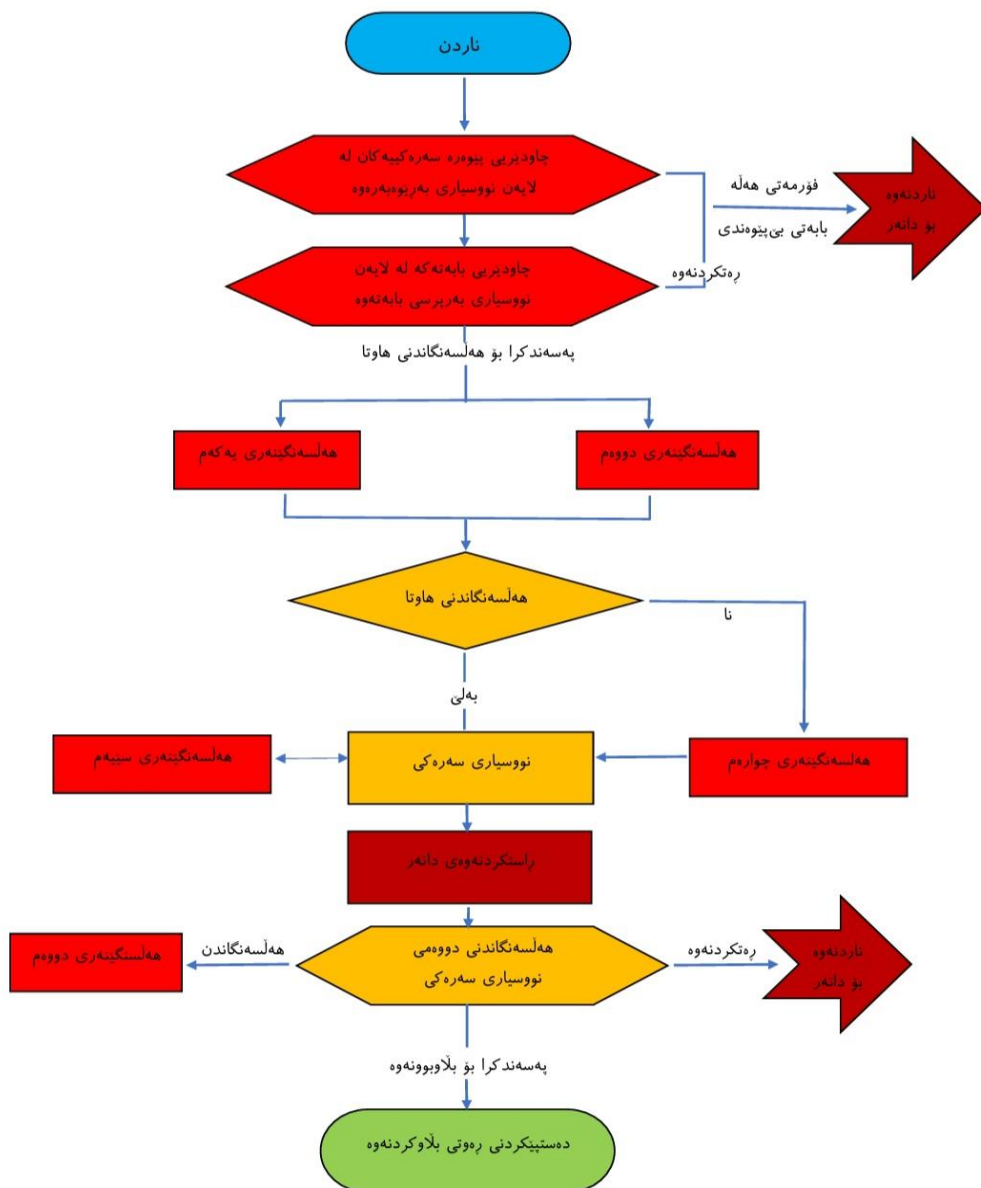 ناردن
چاودێریی پێوەرە سەرەکییەکان لە
لایەن نووسیاری بەڕێوەبەرەوە
فۆرمەتی هەڵە
بابەتی بێ‌پێوەندی
ناردنەوە
بۆ دانەر
چاودێریی بابەتەکە لە لایەن
نووسیاری بەرپرسی بابەتەوە
ڕەتکردنەوە
پەسەندکرا بۆ هەڵسەنگاندنی هاوتا
هەڵسەنگێنەری یەکەم
هەڵسەنگێنەری دووەم
هەڵسەنگاندنی هاوتا
نا
بەڵێ
هەڵسەنگێنەری سێیەم
نووسیاری سەرەکی
هەلسەنگێنەری چوارەم
ڕاستکردنەوەی دانەر
هەڵسنگێنەری دووەم
هەڵسەنگاندن
هەڵسەنگاندنی دووەمی
نووسیاری سەرەکی
ڕەتکردنەوە
ناردنەوە
بۆ دانەر
پەسەندکرا بۆ بڵاوبوونەوە
دەستپێکردنی ڕەوتی بڵاوکردنەوە